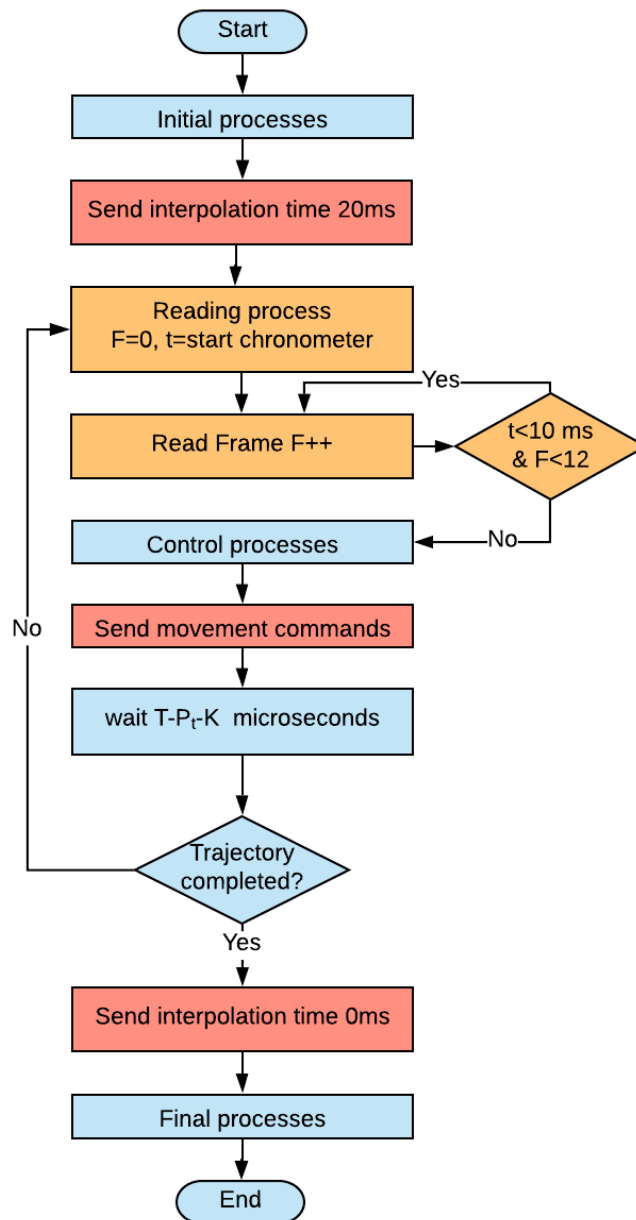 Start
Initial processes
Send interpolation time 20ms
Reading process
F=0, t=start chronometer
Yes
Read Frame F++
t<10 ms
& F<12
Control processes
No
Send movement commands
No
wait T-Pt-K microseconds
Trajectory
completed?
Yes
Send interpolation time 0ms
Final processes
End